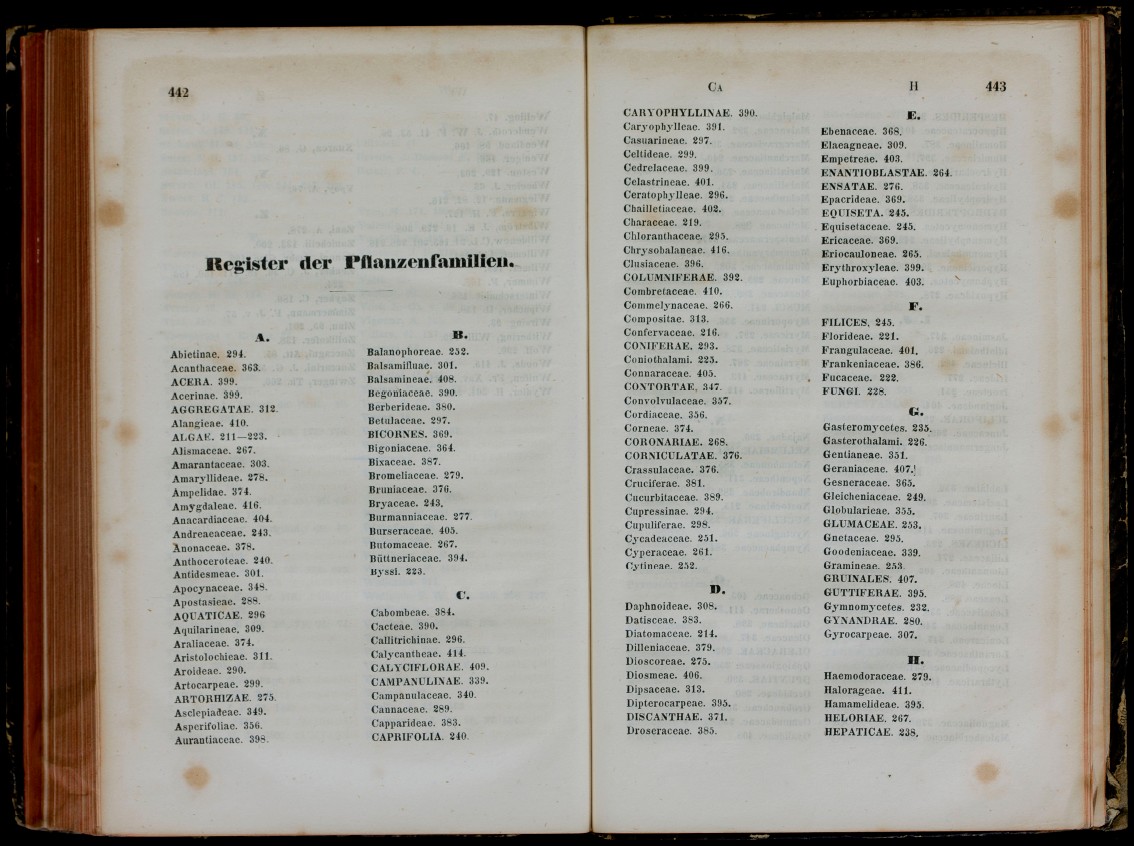 442
Register der Pflanzenfamilien.
A.
Abietinae. 294.
Acanthaceae. 363.
ACERA. 399.
Acerinae. 399.
AGGREGATAE. 312.
Alangieae. 410.
ALGAE. 211—223.
Alismaceae. 267.
Amarantaceae. 303.
Amaryllideae. 278.
Ampelidae. 374.
Amygdaleae. 416.
Anacardiaceae. 404.
Andreaeaceae. 243.
Anonaceae. 378.
Anthoceroteae. 240.
Antidesmeae. 301.
Apocynaceae. 348.
Apostasieae. 288.
AQUATICAE. 296
Aquilarineae. 309.
Araliaceae. 374.
Aristolochieae. 311.
Aroideae. 290.
Artocarpeae. 299.
ARTORHIZAE. 275.
Asclepiadeae. 349.
Asperifoliae. 356.
Aurantiaceae. 398.
B.
Balanophoreae. 252.
Balsamifluae. 301.
Balsamineae. 408.
Begoniaceae. 390.
Berberideae. 380.
Betulaceae. 297.
BICORNES. 369.
Bigoniaceae. 364.
Bixaceae. 387.
Bromeliaceae. 279.
Bruniaceae. 376.
Bryaceae. 243.
Burmanniaceae. 277.
Burseraceae. 405.
Butomaceae. 267.
Büttneriaceae. 394.
Byssi. 223.
C.
Cabombeae. 384.
Cacteae. 390.
Callitrichinae. 296.
Calycantheae. 414.
CALYCIFLORAE. 409.
CAMPANULINAE. 339.
Campanulaceae. 340.
Cannaceae. 289.
Capparideae. 383.
CAPRIFOLIA. 240.
CA H 443
CARYOPHYLLINAE. 390.
Caryophylleae. 391.
Casuarineae. 297.
Celtideae. 299.
Cedrelaceae. 399.
Celastrineae. 401.
Ceratophylleae. 296.
Chailletiaceae. 402.
Characeae. 219.
Chloranthaceae. 295.
Chrysobalaneae. 416.
Clusiaceae. 396.
COLUMNIFERAE. 392.
Combretaceae. 410.
Commelynaceae. 266.
Compositae. 313.
Confervaceae. 216.
CONIFERAE. 293.
Coniothalami. 225.
Connaraceae. 405.
CONTORTAE. 347.
Convolvulaceae. 357.
Cordiaceae. 356.
Corneae. 374.
CORONARIAE. 268.
CORNICULATAE. 376.
Crassulaceae. 376.
Cruciferae. 381.
Cucurbitaceae. 389.
Cupressinae. 294.
Cupuliferae. 298.
Cycadeaceae. 251.
Cyperaceae. 261.
Cytineae. 252.
D.
Daphnoideae. 308.
Datisceae. 383.
Diatomaceae. 214.
Dilleniaceae. 379.
Dioscoreae. 275.
Diosmeae. 406.
Dipsaceae. 313.
Dipterocarpeae. 395.
DISCANTHAE. 371.
Droseraceae. 385.
E.
Ebenaceae. 368.
Elaeagneae. 309.
Empetreae. 403.
ENANTIOBLASTAE. 264.
ENSATAE. 276.
Epacrideae. 369.
EQUISETA. 245.
Equisetaceae. 245.
Ericaceae. 369.
Eriocauloneae. 265.
Erythroxyleae. 399.
Euphorbiaceae. 403.
F.
FILICES. 245.
Florideae. 221.
Frangulaceae. 401.
Frankeniaceae. 386.
Fucaceae. 222.
FUNGI. 228.
G.
Gasteromycetes. 235.
Gasterothalami. 226.
Gentianeae. 351.
Geraniaceae. 407.
Gesneraceae. 365.
Gleicheniaceae. 249.
Globularieae. 355.
GLUMACEAE. 253.
Gnetaceae. 295.
Goodeniaceae. 339.
Gramineae. 253.
GRUINALES. 407.
GUTTIFERAE. 395.
Gymnomycetes. 232.
GYNANDRAE. 280.
Gyrocarpeae. 307.
H.
Haemodoraceae. 279.
Halorageae. 411.
Hamamelideae. 395.
HELORIAE. 267.
HEPATICAE. 238.